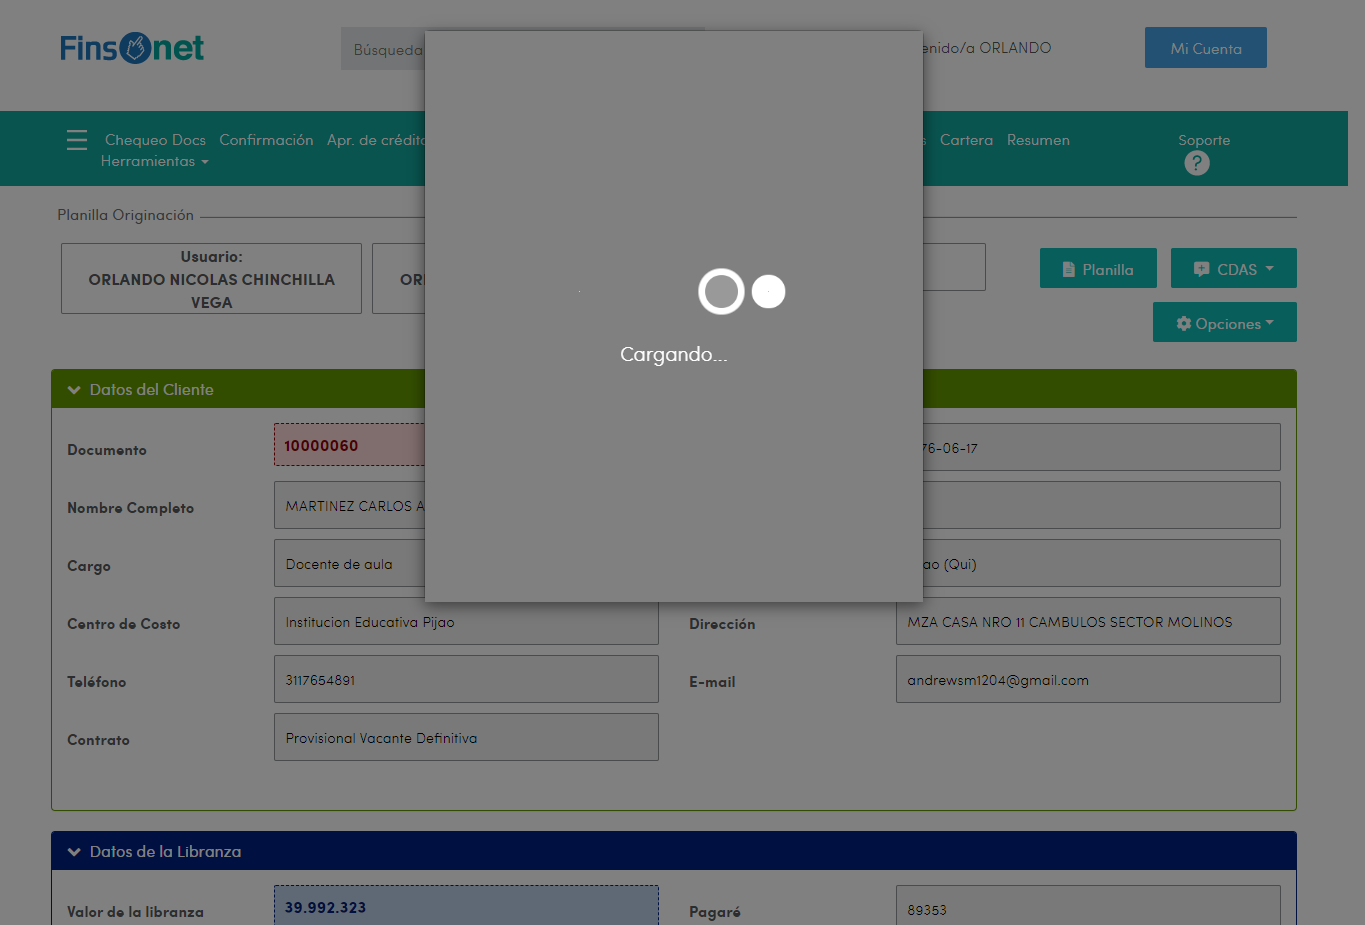 Finsonet
Búsqueda
enido/a ORLANDO
Mi Cuenta
Chequeo Docs Confirmación Apr. de crédito
Cartera Resumen
Soporte
Herramientas
?
Planilla Originación
Usuario:
ORLANDO NICOLAS CHINCHILLA
VEGA
Planilla
CDAS
Opciones
Cargando...
Datos del Cliente
Documento
10000060
76-06-17
Nombre Completo
MARTINEZ CARLOS A
Cargo
Docente de aula
ao (Qui)
Centro de Costo
Institucion Educativa Pijao
Dirección
MZA CASA NRO 11 CAMBULOS SECTOR MOLINOS
Teléfono
3117654891
E-mail
andrewsm1204@gmail.com
Contrato
Provisional Vacante Definitiva
Datos de la Libranza
Valor de la libranza
39.992.323
Pagaré
89353